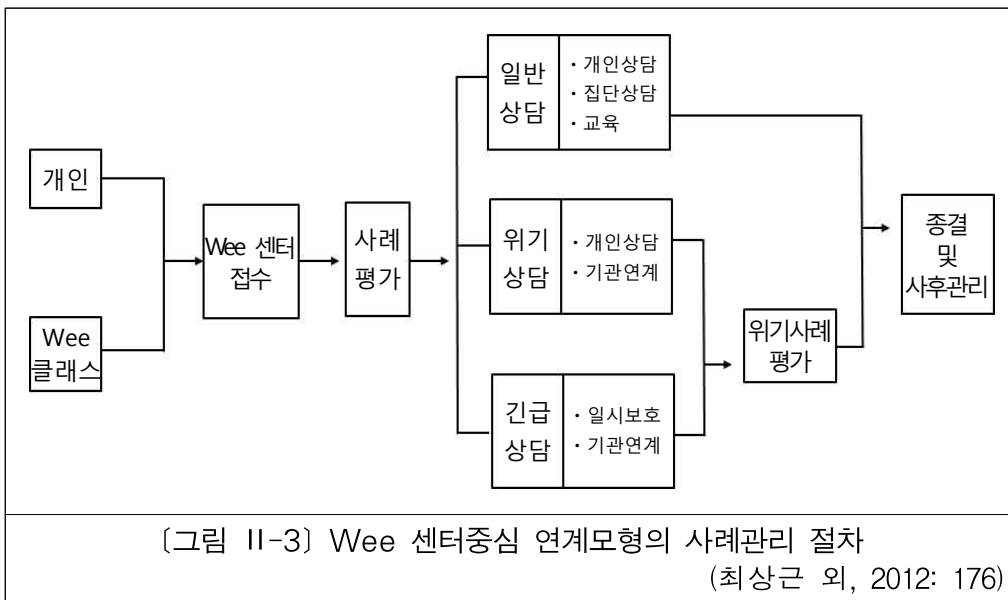 개인
Wee
클래스
Wee 센터
접수
사례
평가
일반
상담
・개인상담
・집단상담
・교육
위기
상담
・개인상담
・기관연계
긴급
상담
・일시보호
・기관연계
위기사례
평가
종결
및
사후관리
〔그림 Ⅱ-3〕 Wee 센터중심 연계모형의 사례관리 절차
(최상근 외, 2012: 176)